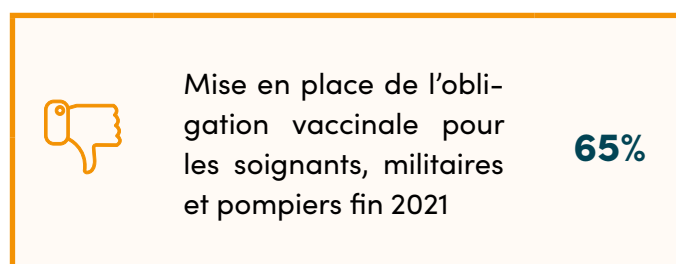 Mise en place de l’obli-
gation vaccinale pour
les soignants, militaires
et pompiers fin 2021
65%